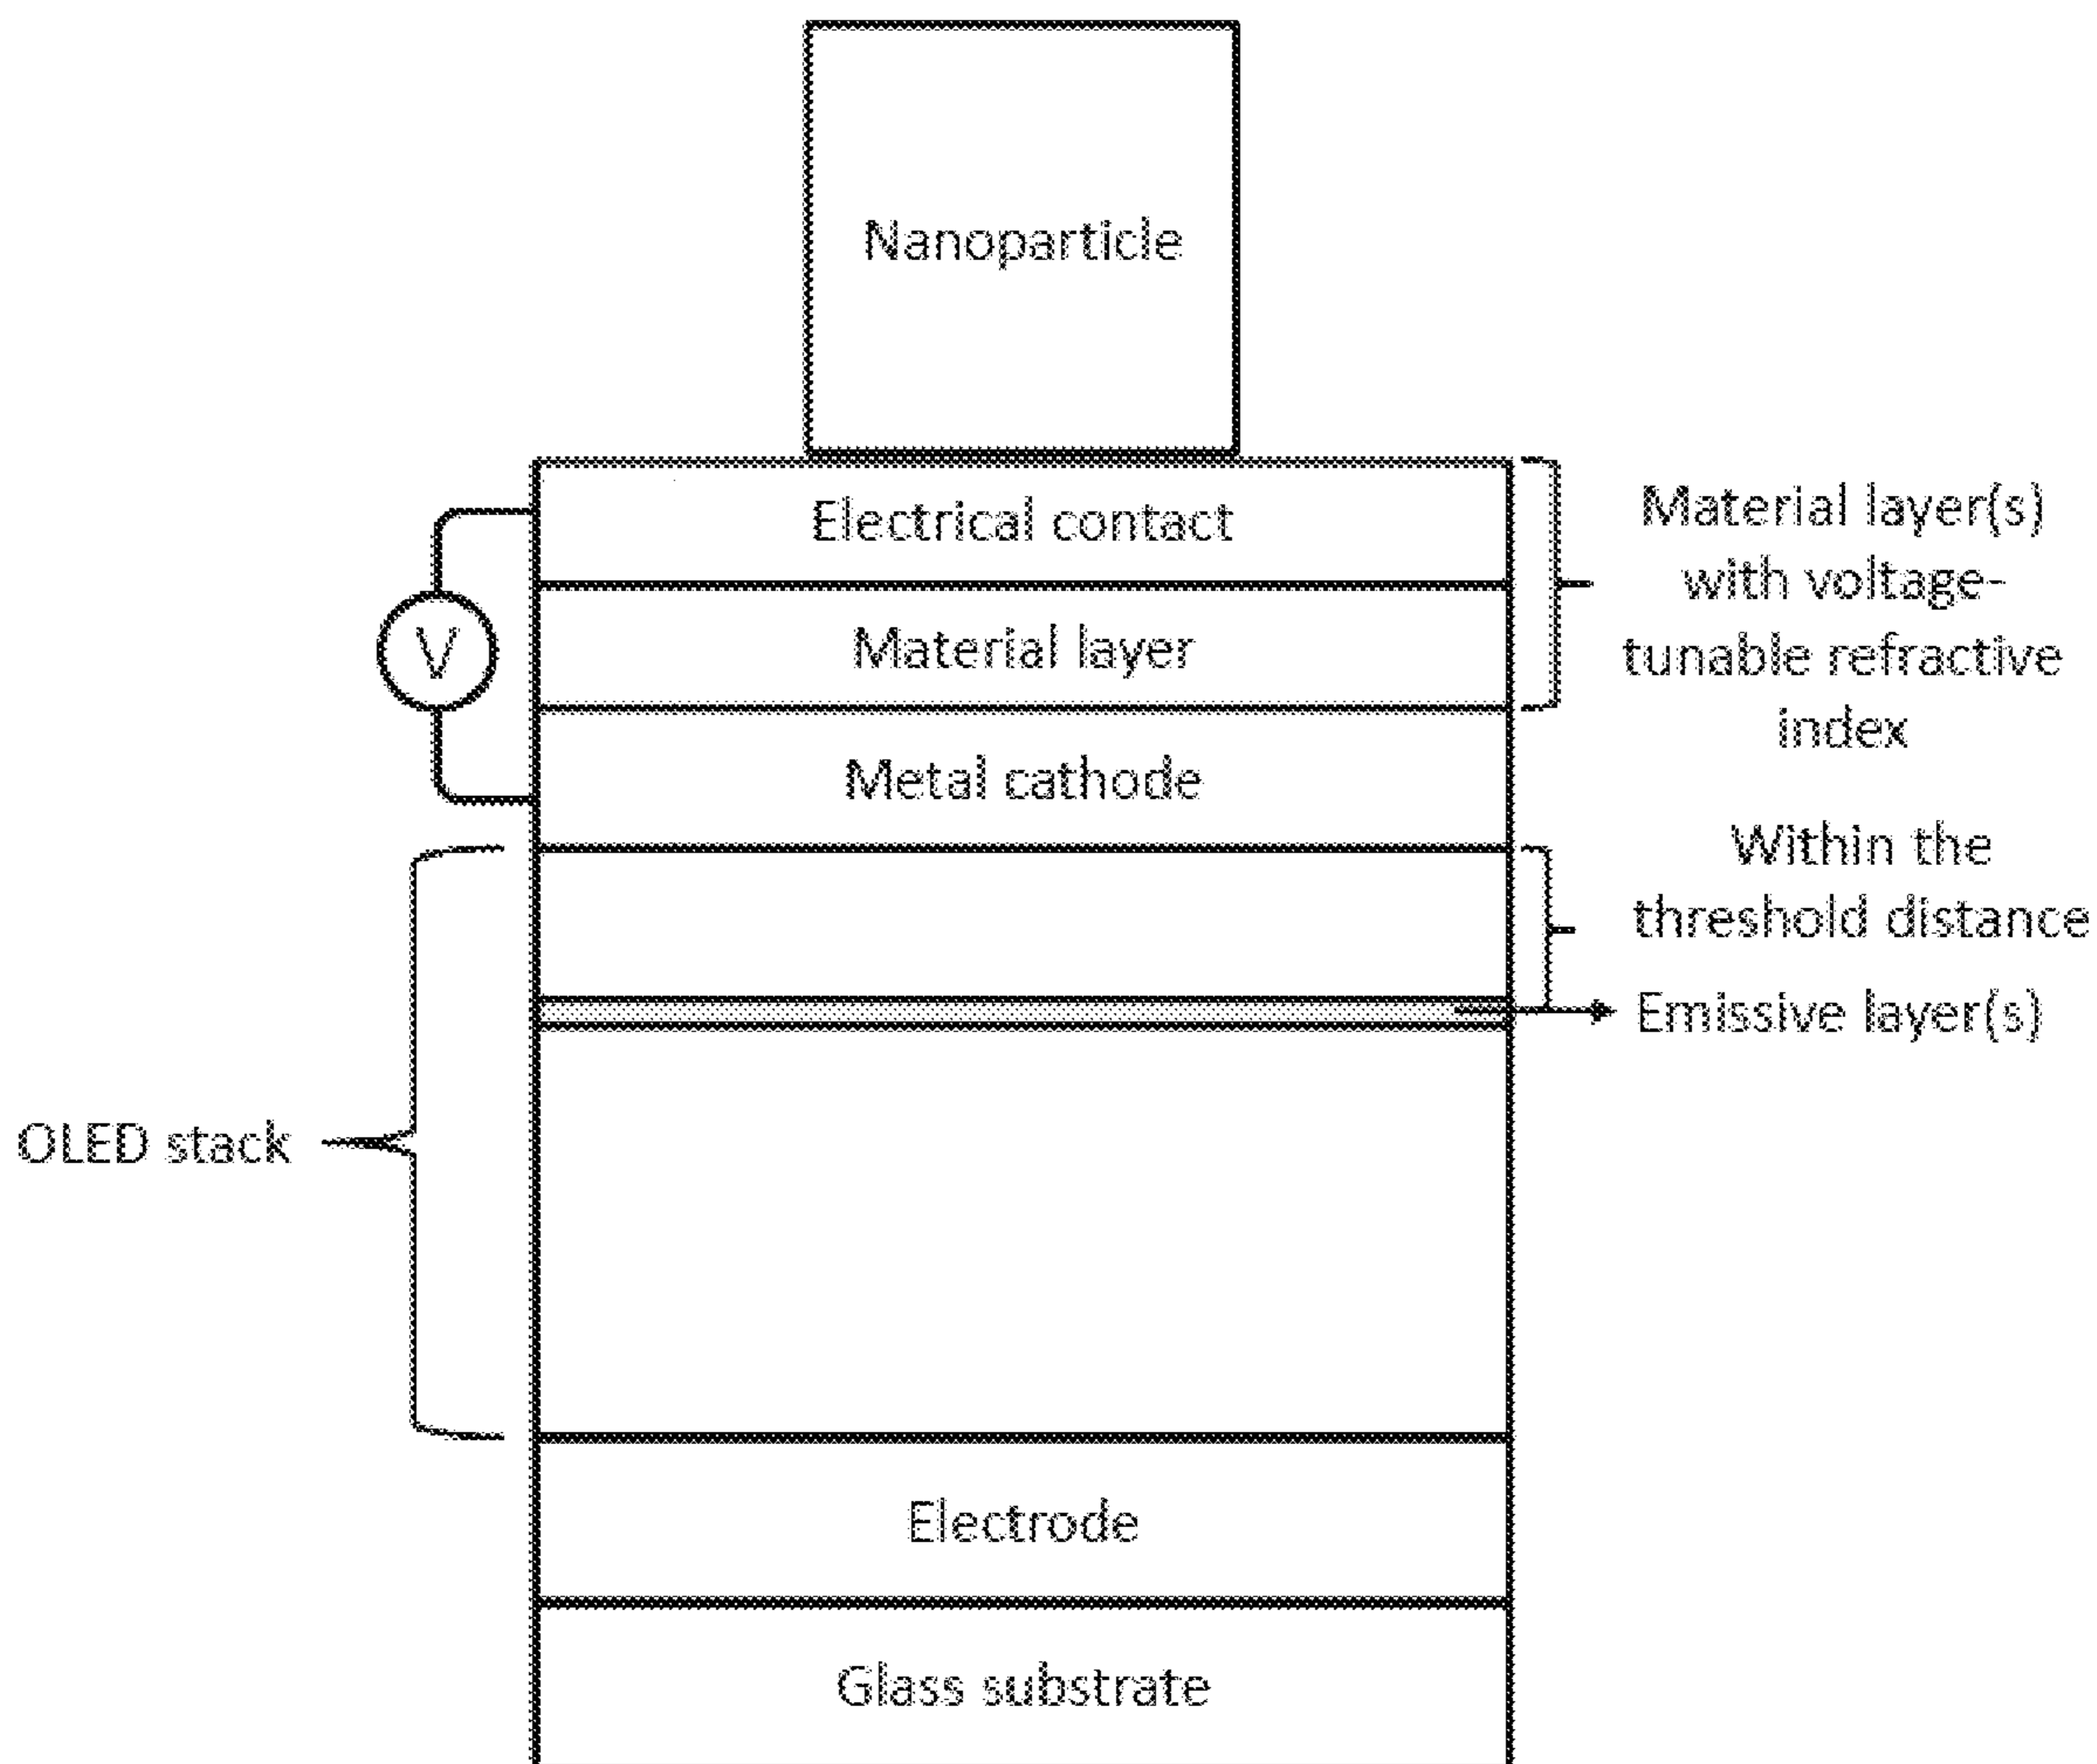 Nanoparticle
Electrical contact
Material layer
Metal cathode
V
Material layer(s)
with voltage-
tunable refractive
index
Within the
threshold distance
Emissive layer(s)
OLED stack
Electrode
Glass substrate